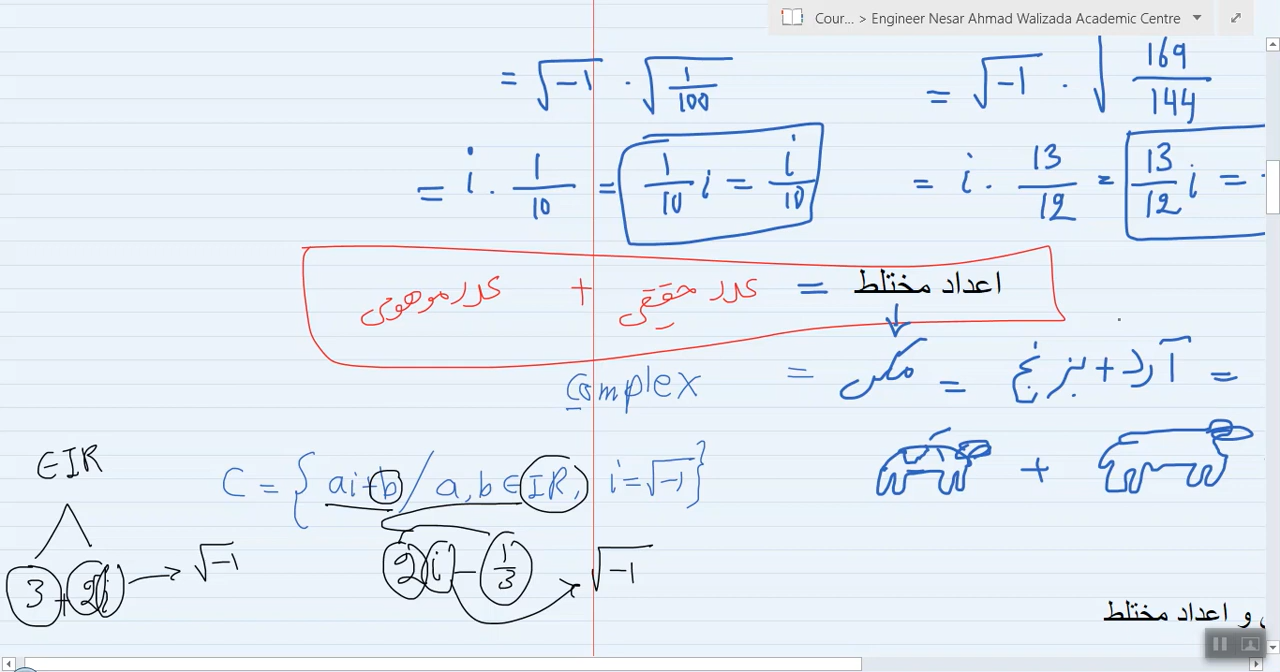 Cour... > Engineer Nesar Ahmad Walizada Academic Centre
= √-1 · √(1/100)
= √-1 · √(169/144)
= i · 1/10 = 1/10 i = i/10
= i · 13/12 = 13/12 i =
اعداد مختلط = عدد حقیقی + عدد موهومی
= آرد + بز غ = مکس = complex
+
C = { ai+b / a, b ∈ IR, i = √-1 }
∈ IR
3 + 2i → √-1
2i - 1/3 → √-1
و اعداد مختلط